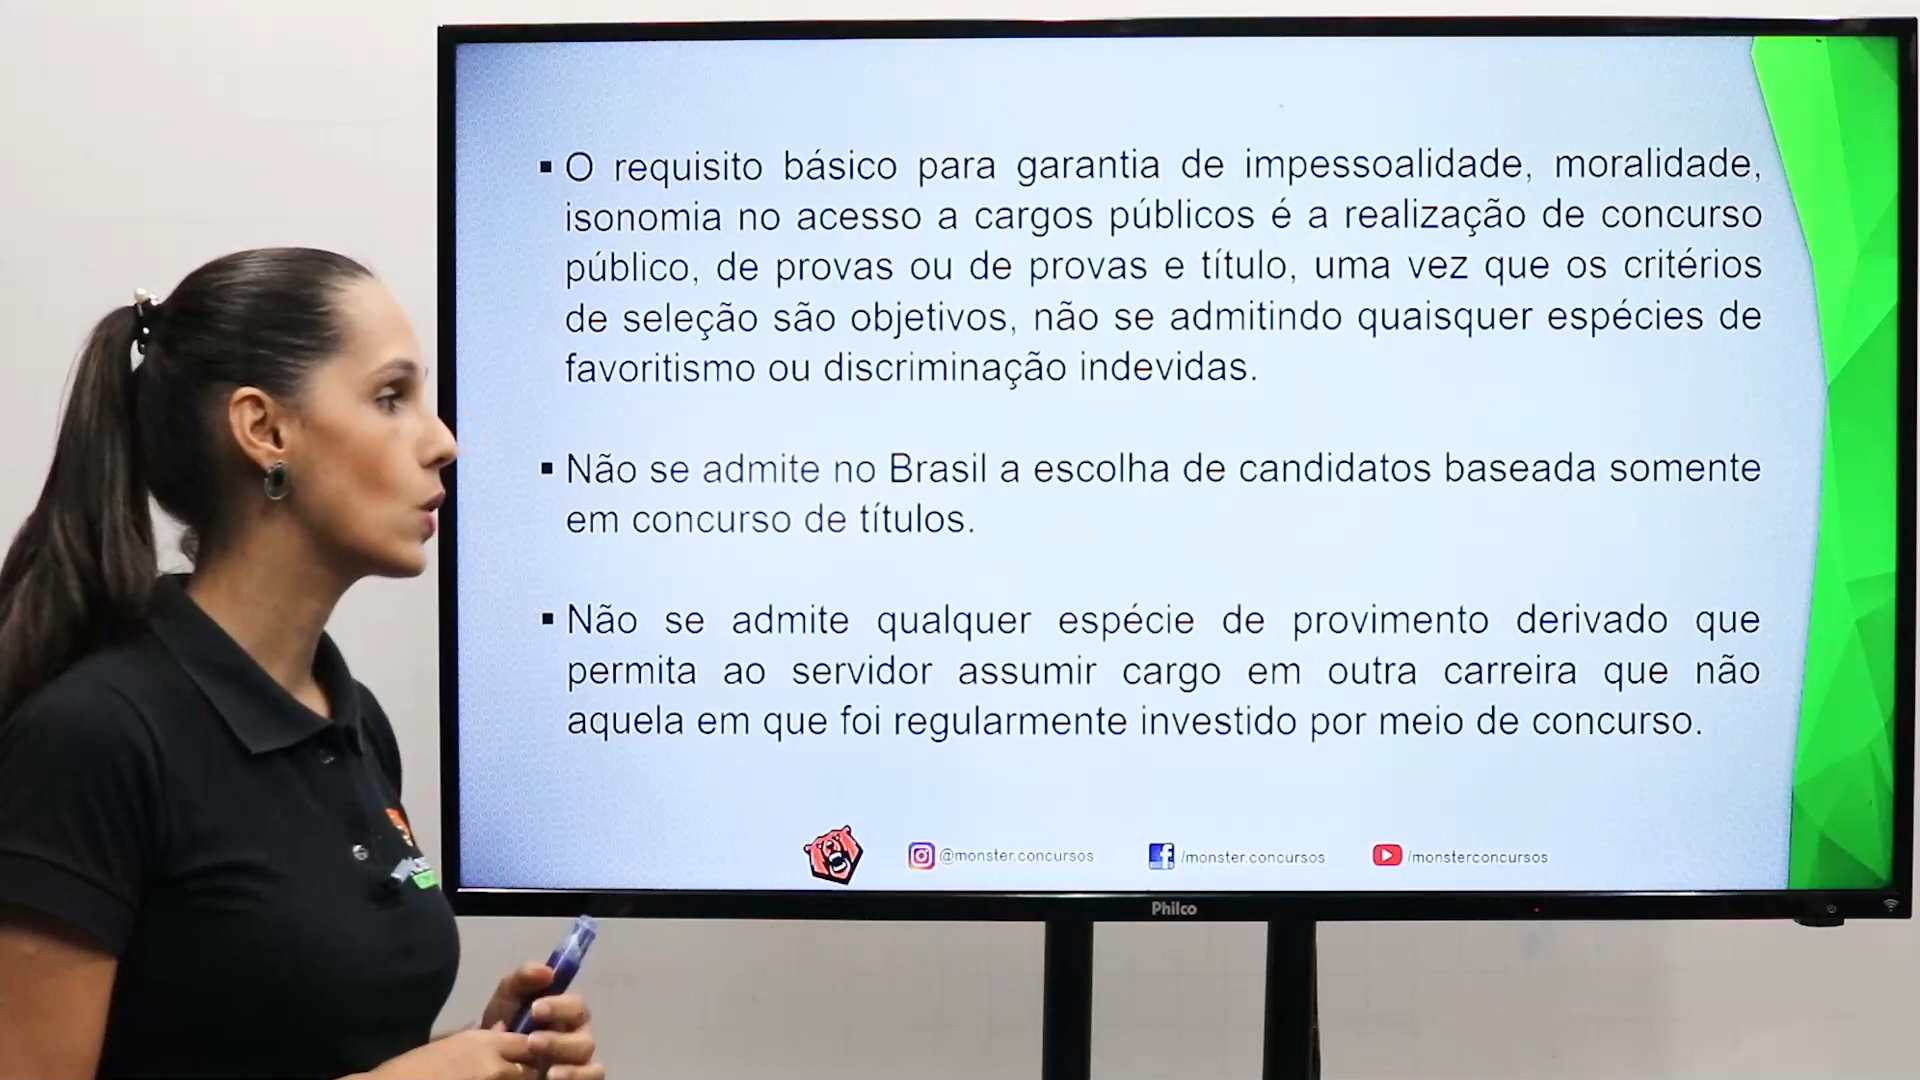 ▪ O requisito básico para garantia de impessoalidade, moralidade,
isonomia no acesso a cargos públicos é a realização de concurso
público, de provas ou de provas e título, uma vez que os critérios
de seleção são objetivos, não se admitindo quaisquer espécies de
favoritismo ou discriminação indevidas.
▪ Não se admite no Brasil a escolha de candidatos baseada somente
em concurso de títulos.
▪ Não se admite qualquer espécie de provimento derivado que
permita ao servidor assumir cargo em outra carreira que não
aquela em que foi regularmente investido por meio de concurso.
@monster.concursos /monster.concursos /monsterconcursos
Philco